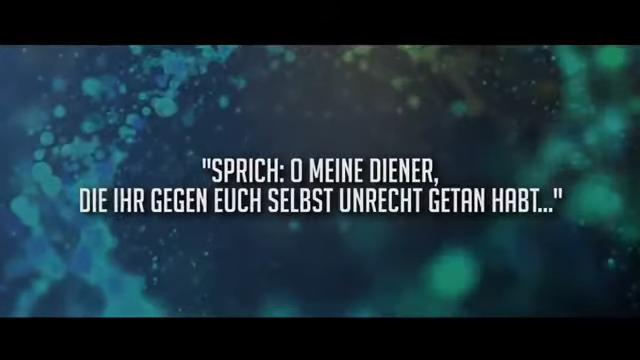 "SPRICH: O MEINE DIENER,
DIE IHR GEGEN EUCH SELBST UNRECHT GETAN HABT..."